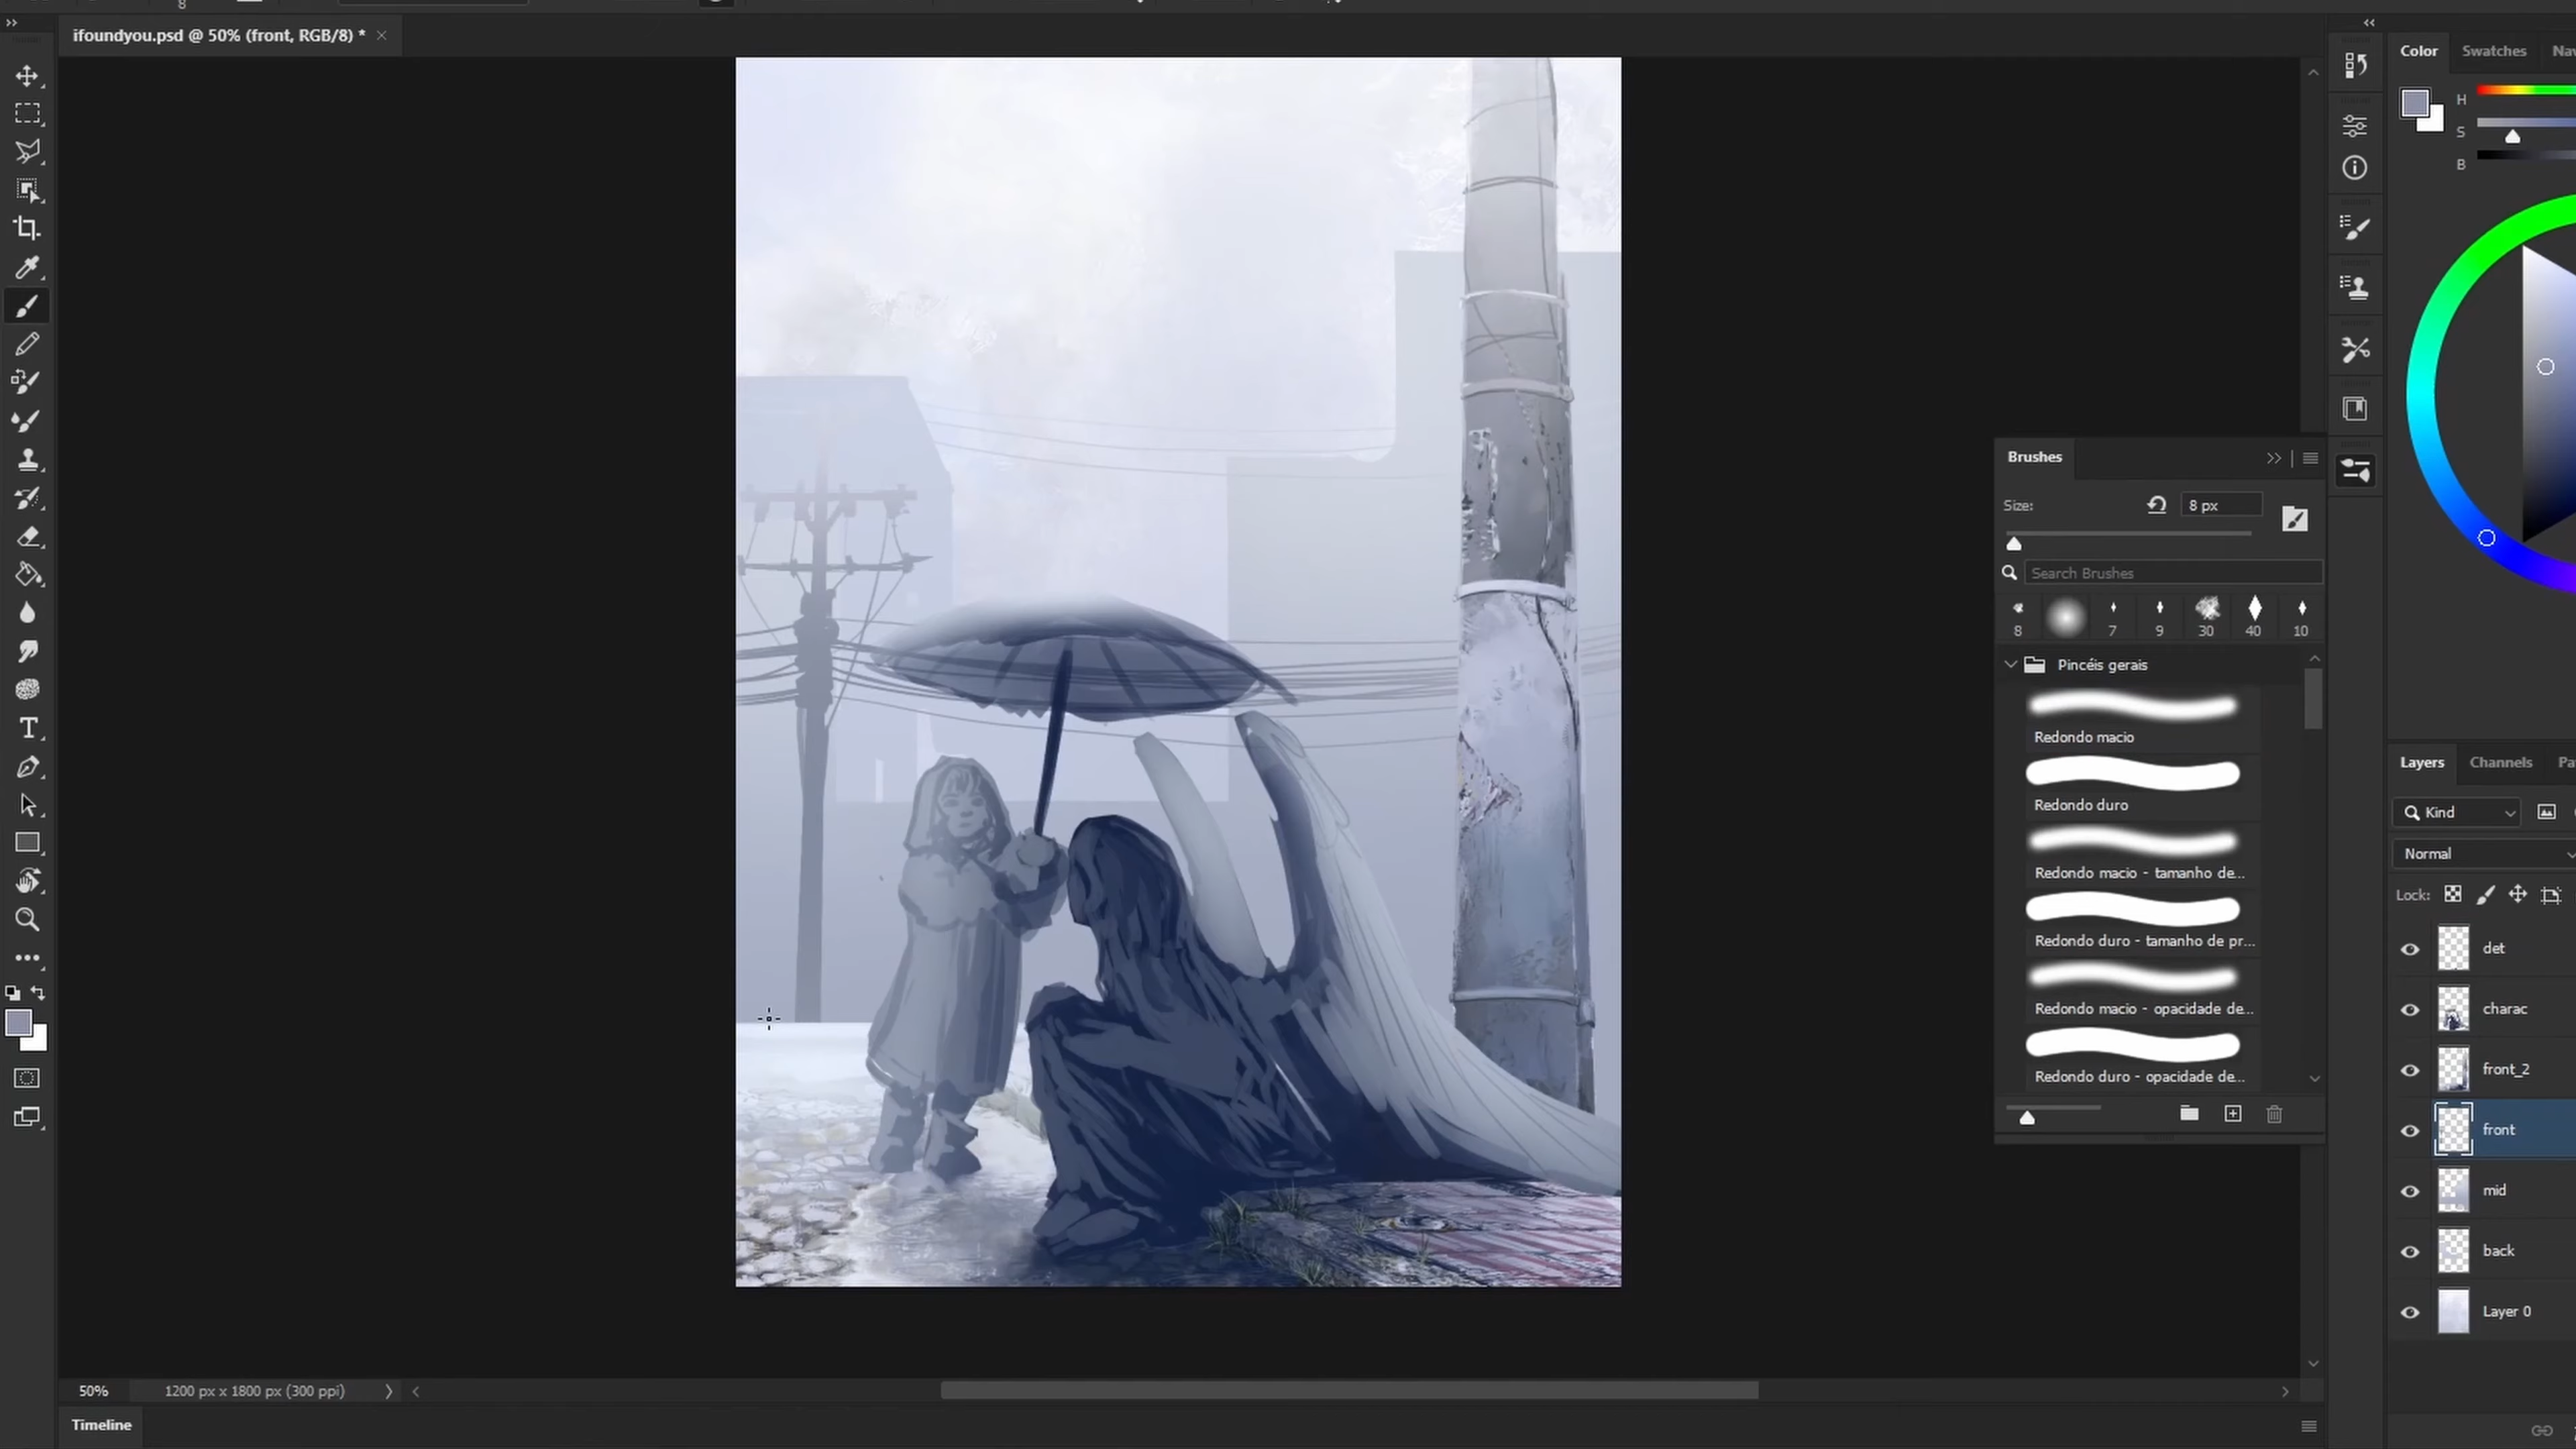 8
ifoundyou.psd @ 50% (front, RGB/8) *
Color
Swatches
Nav
H
S
B
Brushes
Size:
8 px
Search Brushes
8
7
9
30
40
10
Pincéis gerais
Redondo macio
Redondo duro
Redondo macio - tamanho de...
Redondo duro - tamanho de pr...
Redondo macio - opacidade de...
Redondo duro - opacidade de...
Layers
Channels
Pa
Kind
Normal
Lock:
det
charac
front_2
front
mid
back
Layer 0
50%
1200 px x 1800 px (300 ppi)
Timeline